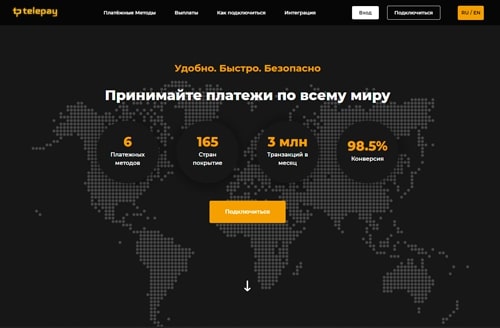 telepay
Платёжные Методы
Выплаты
Как подключиться
Интеграция
Вход
Подключиться
RU / EN
Удобно. Быстро. Безопасно
Принимайте платежи по всему миру
6
Платежных
методов
165
Стран
покрытие
3 млн
Транзакций в
месяц
98.5%
Конверсия
Подключиться